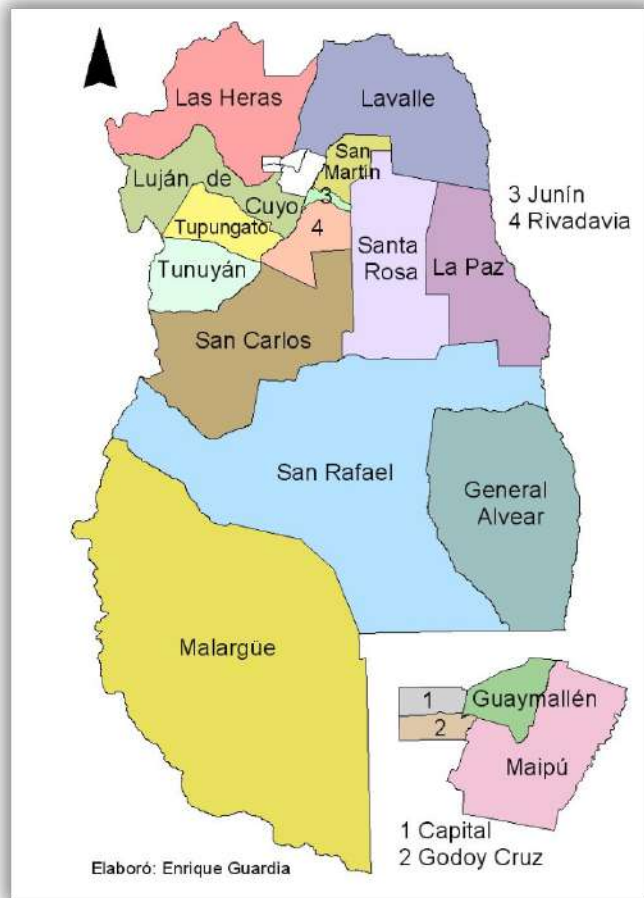 Las Heras
Lavalle
San
Martín
Luján de
Cuyo
3
4
Tupungato
Tunuyán
Santa
Rosa
La Paz
3 Junín
4 Rivadavia
San Carlos
San Rafael
General
Alvear
Malargüe
1
2
Guaymallén
Maipú
1 Capital
2 Godoy Cruz
Elaboró: Enrique Guardia